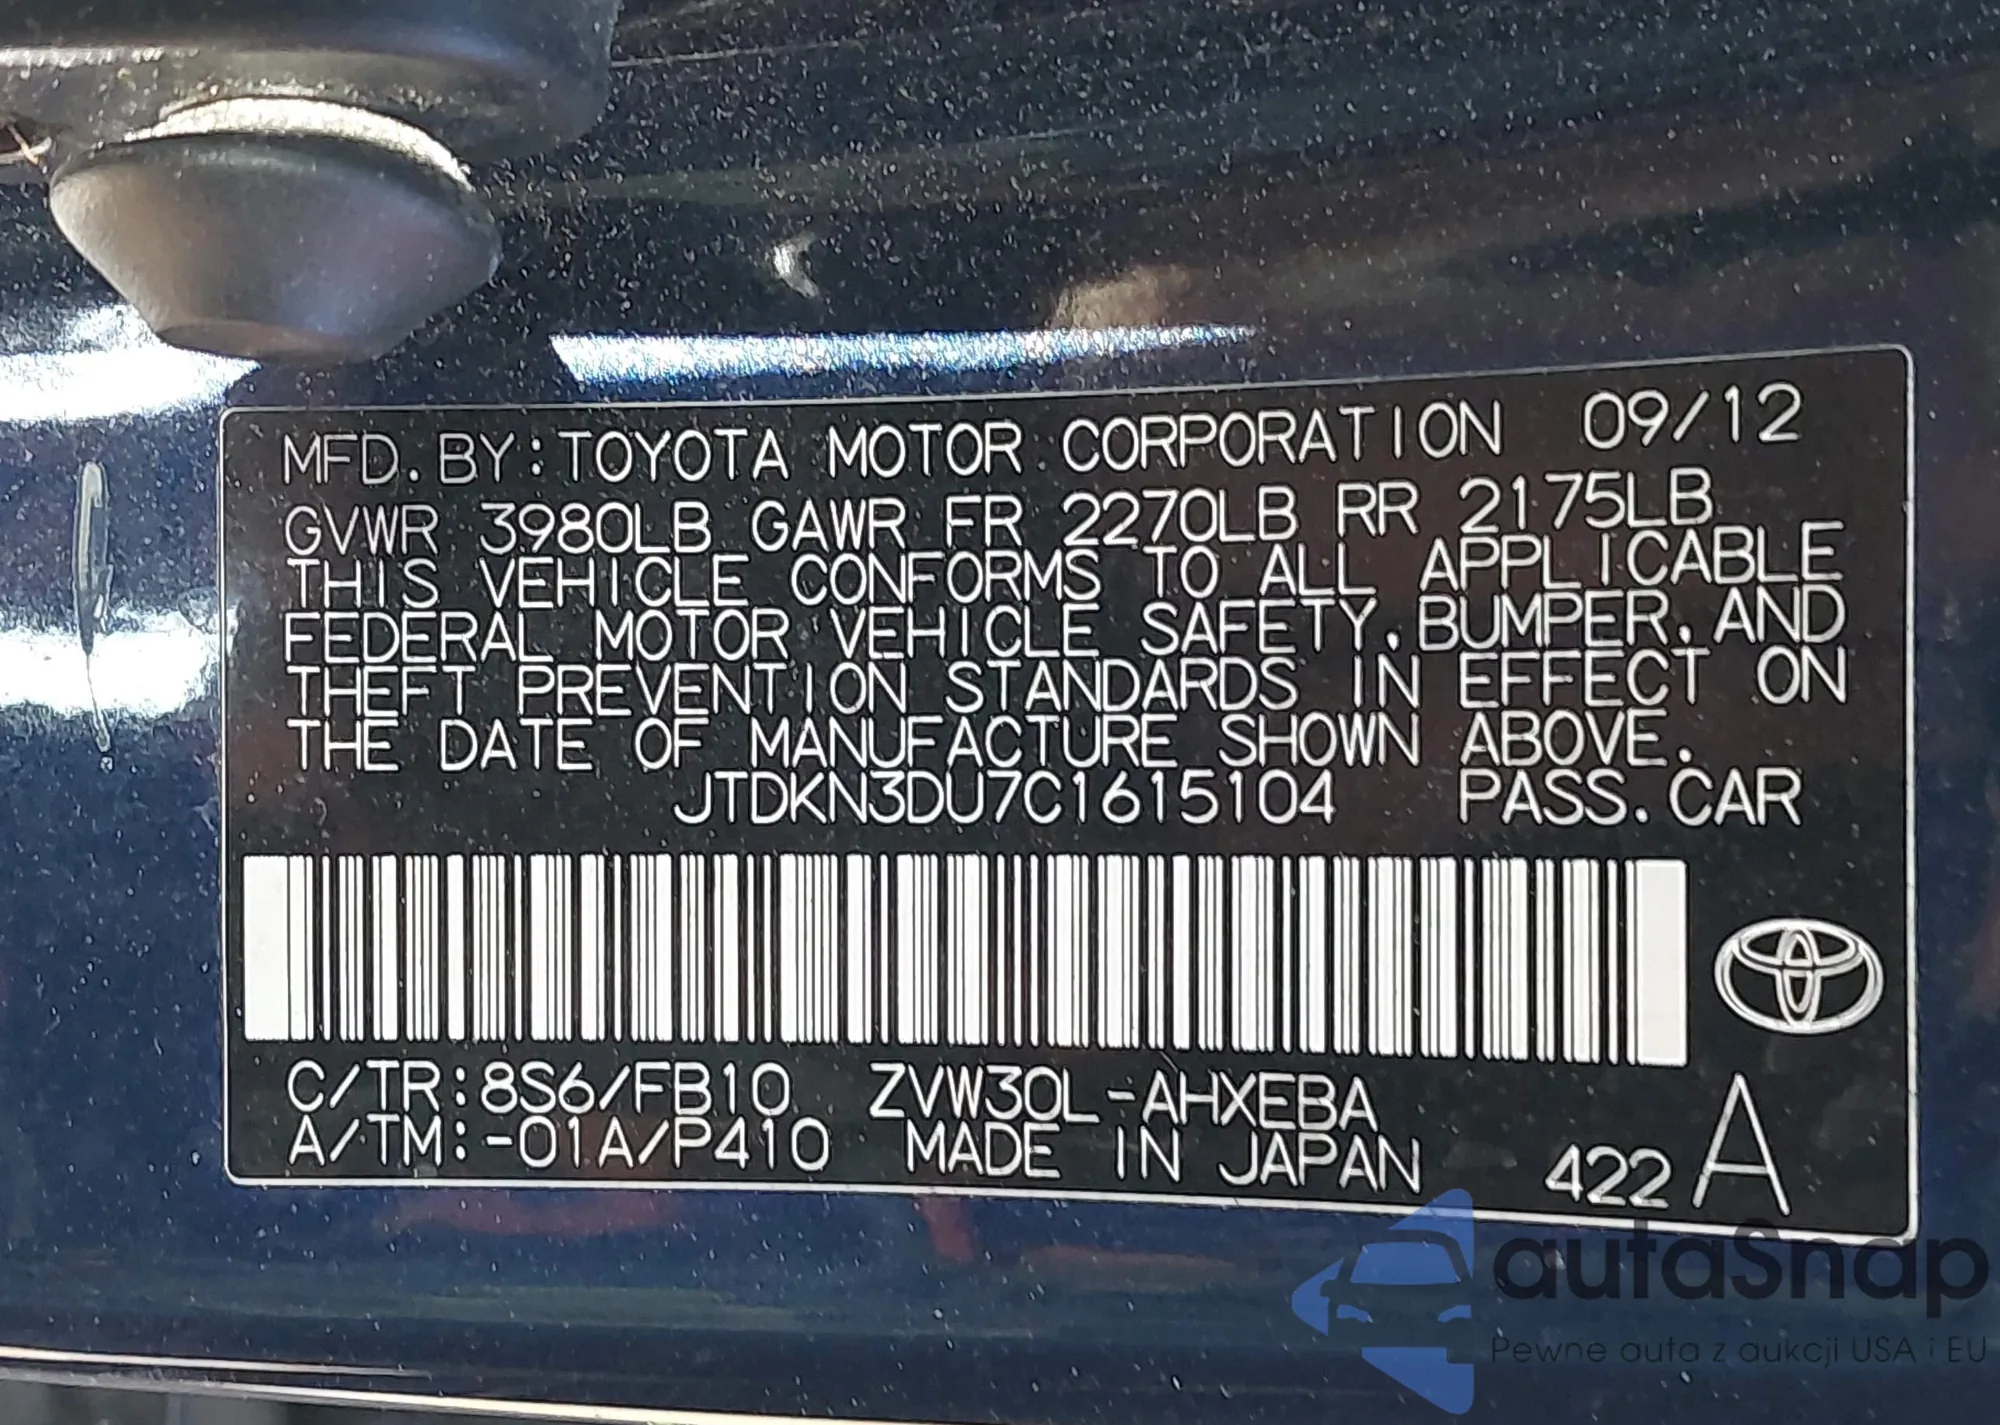 MFD. BY: TOYOTA MOTOR CORPORATION 09/12
GVWR 3980LB GAWR FR 2270LB RR 2175LB
THIS VEHICLE CONFORMS TO ALL APPLICABLE
FEDERAL MOTOR VEHICLE SAFETY, BUMPER, AND
THEFT PREVENTION STANDARDS IN EFFECT ON
THE DATE OF MANUFACTURE SHOWN ABOVE.
JTDKN3DU7C1615104 PASS. CAR
C/TR: 8S6/FB10 ZVW30L-AHXEBA
A/TM: -01A/P410 MADE IN JAPAN 422 A
autaSnap
Pewne auta z aukcji USA i EU